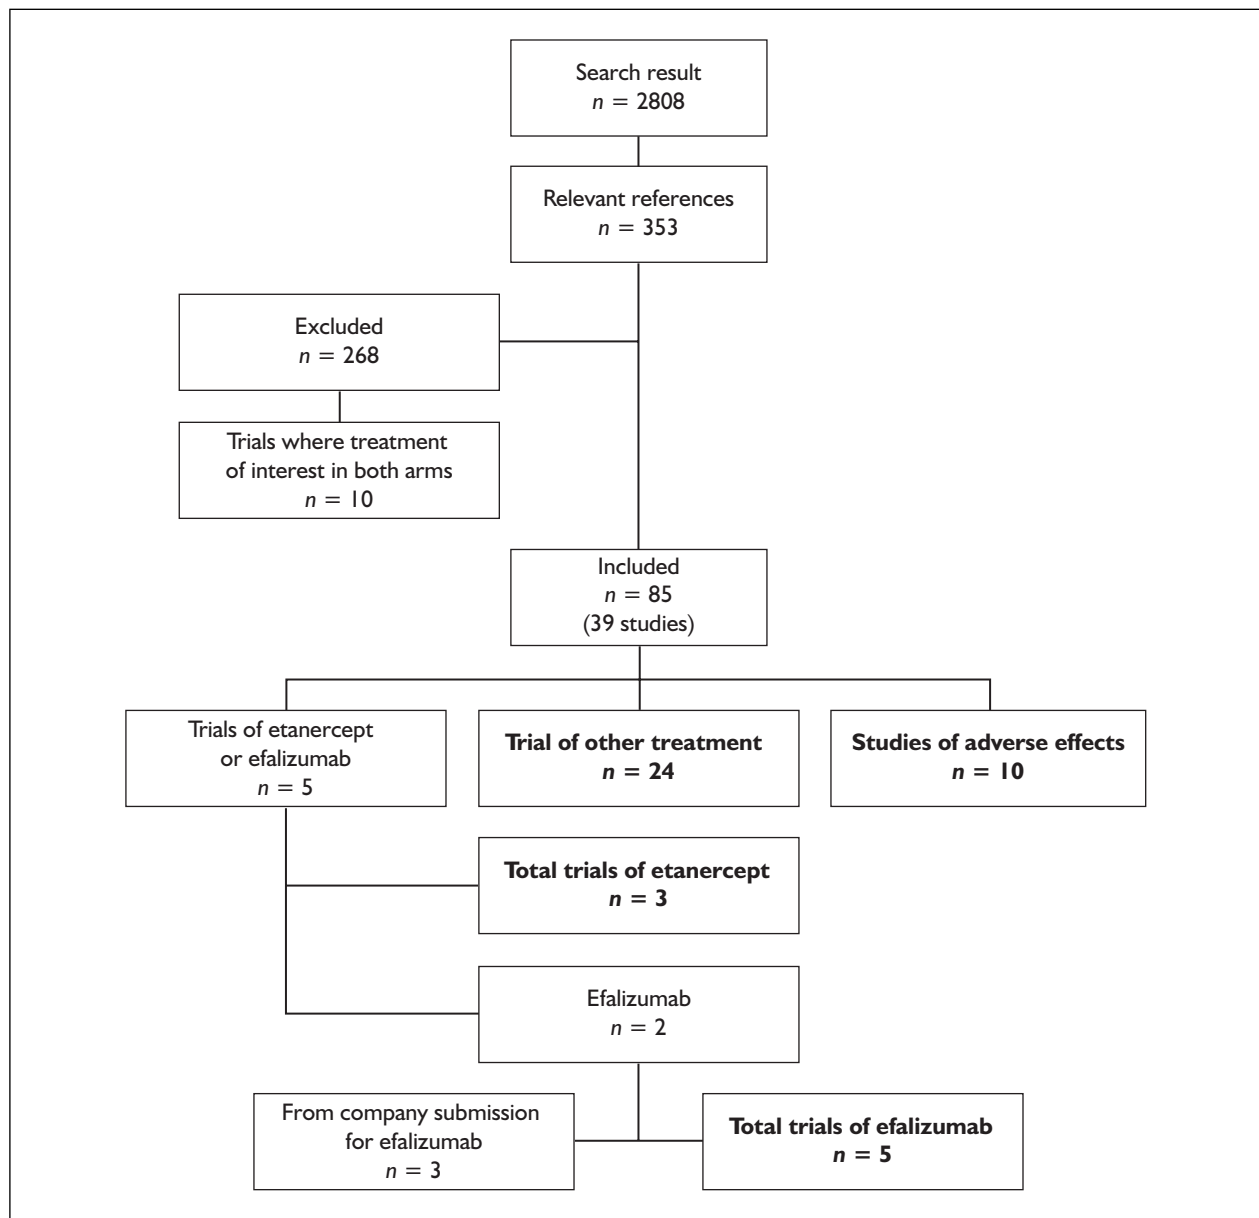 Search result
n = 2808
Relevant references
n = 353
Excluded
n = 268
Trials where treatment
of interest in both arms
n = 10
Included
n = 85
(39 studies)
Trials of etanercept
or efalizumab
n = 5
Trial of other treatment
n = 24
Studies of adverse effects
n = 10
Total trials of etanercept
n = 3
Efalizumab
n = 2
From company submission
for efalizumab
n = 3
Total trials of efalizumab
n = 5